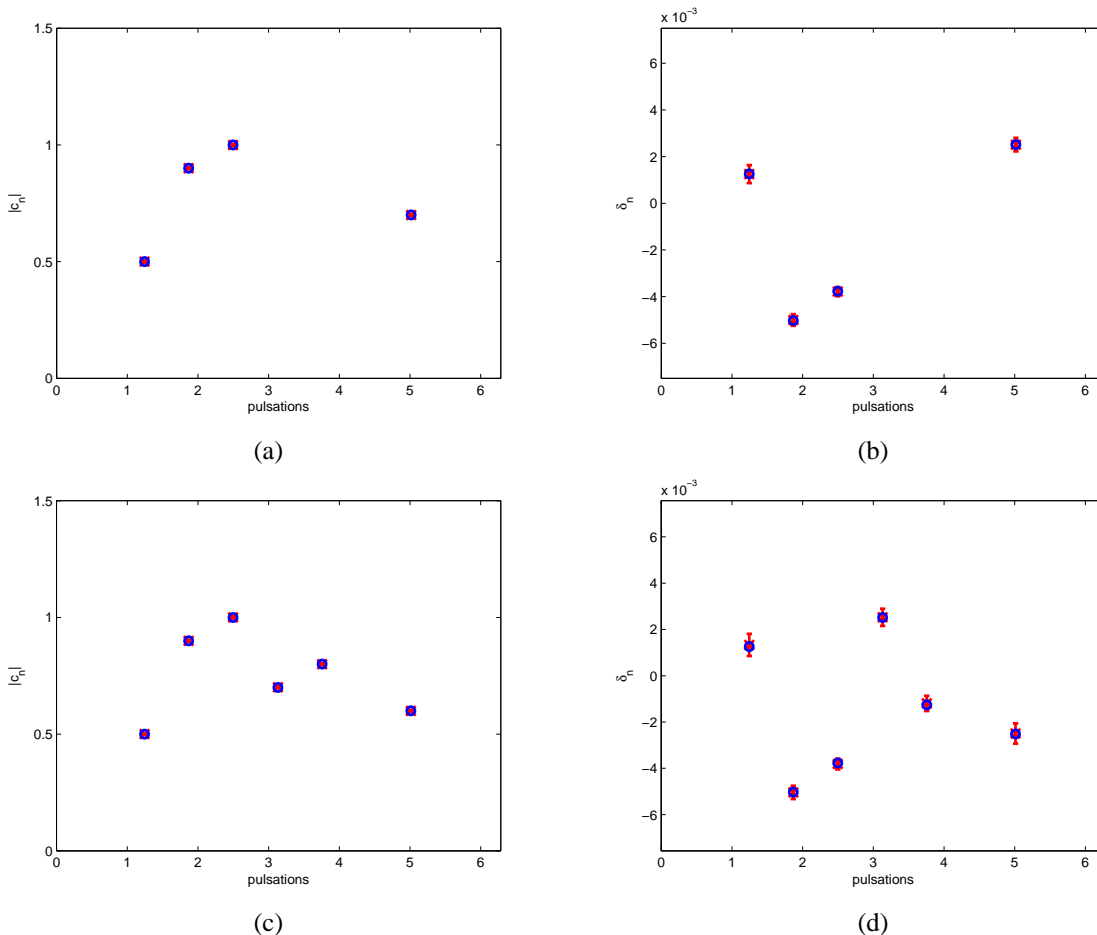 1.5
1
0.5
0
0 1 2 3 4 5 6
|c_n|
pulsations
(a)
x 10^−3
6
4
2
0
−2
−4
−6
0 1 2 3 4 5 6
δ_n
pulsations
(b)
1.5
1
0.5
0
0 1 2 3 4 5 6
|c_n|
pulsations
(c)
x 10^−3
6
4
2
0
−2
−4
−6
0 1 2 3 4 5 6
δ_n
pulsations
(d)